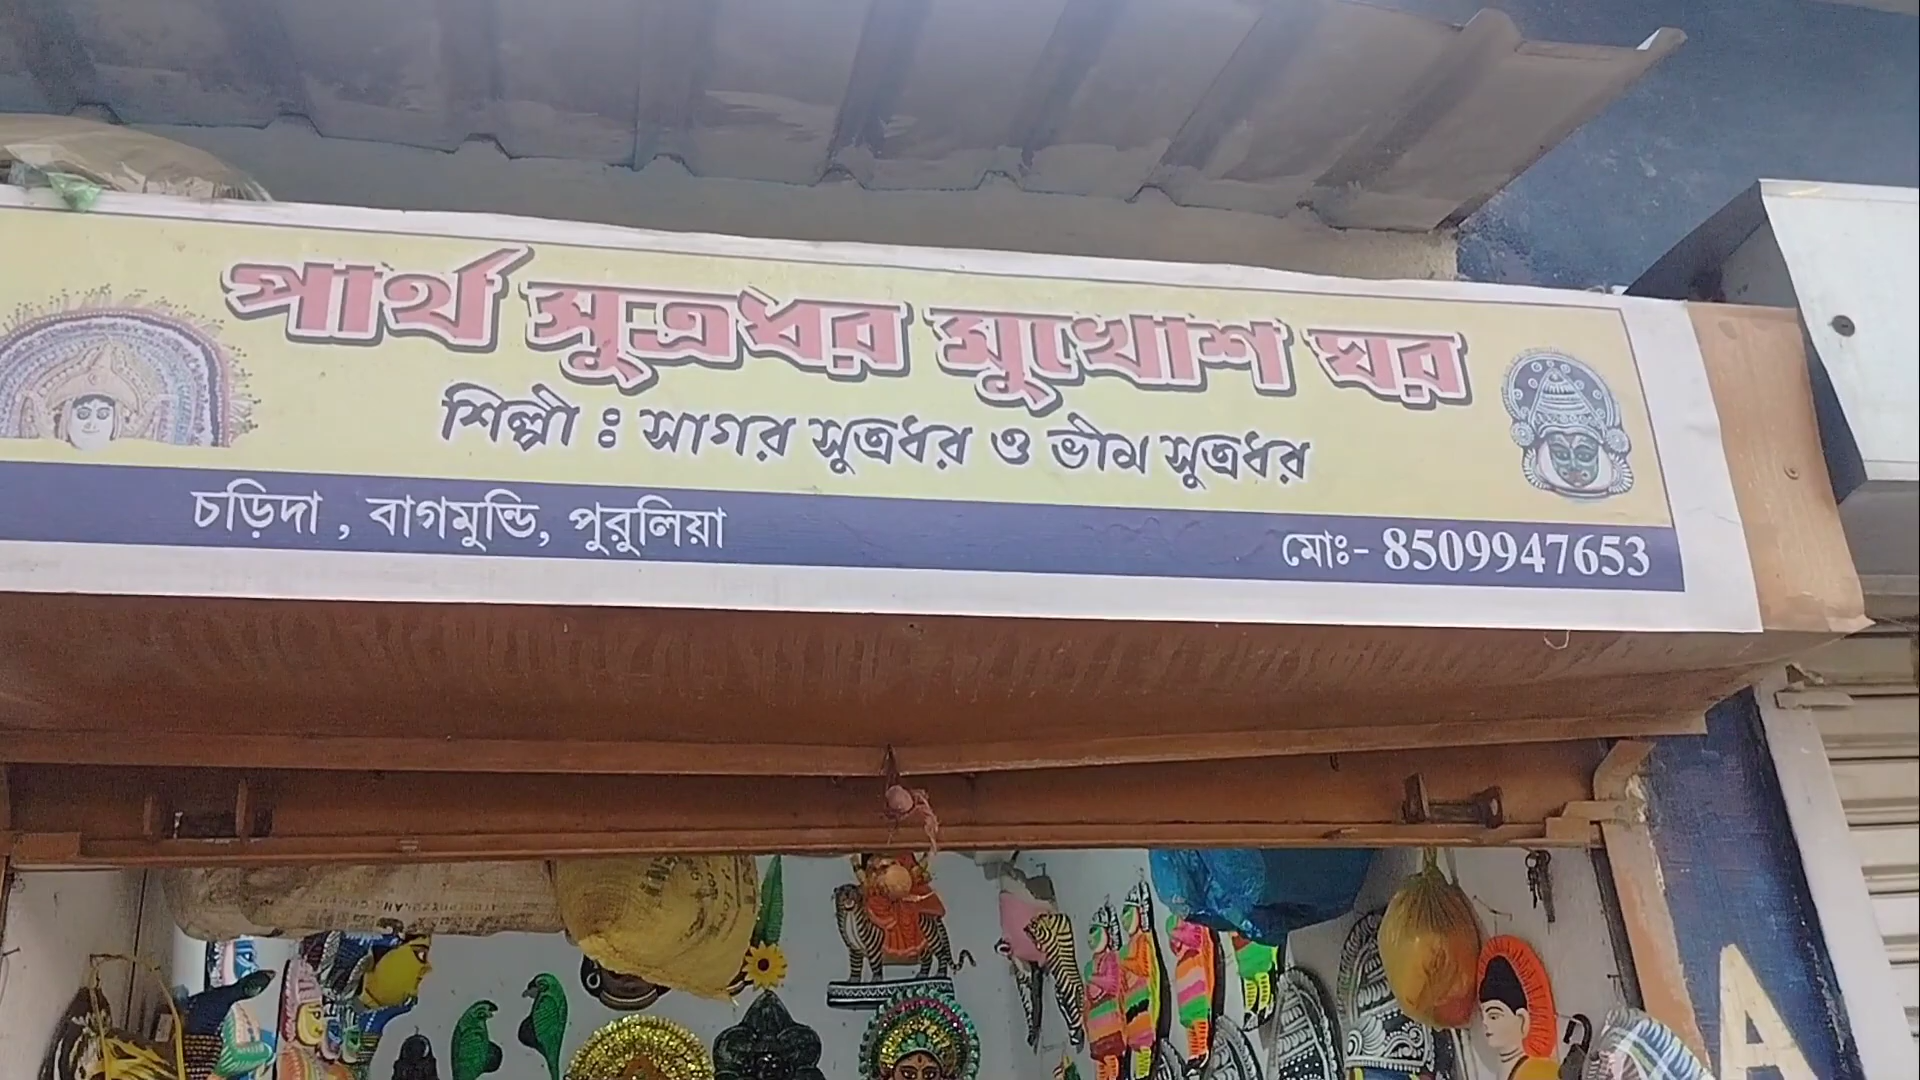 পার্থ সুত্রধর মুখোশ ঘর
শিল্পী ঃ সাগর সুত্রধর ও ভীম সুত্রধর
চড়িদা , বাগমুন্ডি, পুরুলিয়া
মোঃ- 8509947653
A